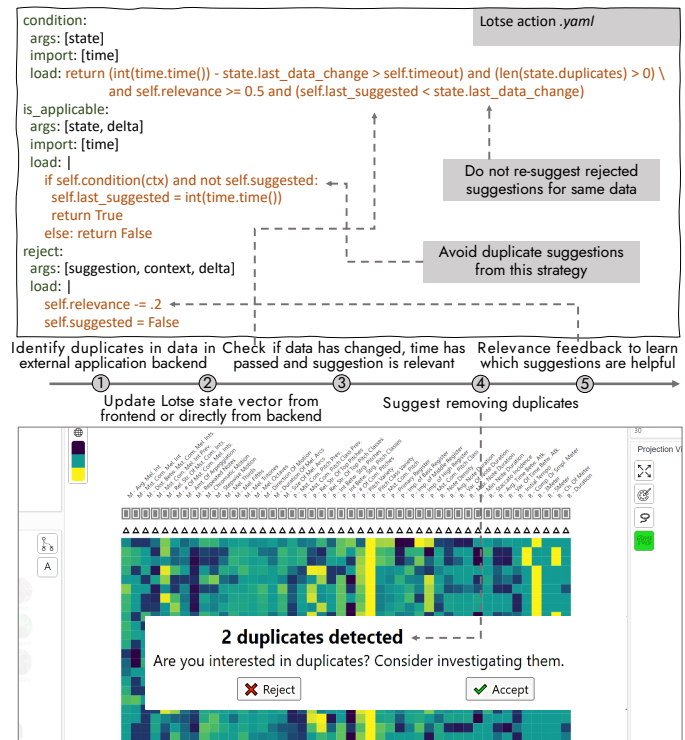 Lotse action .yaml
condition:
args: [state]
import: [time]
load: return (int(time.time()) - state.last_data_change > self.timeout) and (len(state.duplicates) > 0) \
and self.relevance >= 0.5 and (self.last_suggested < state.last_data_change)
is_applicable:
args: [state, delta]
import: [time]
load: |
if self.condition(ctx) and not self.suggested:
self.last_suggested = int(time.time())
return True
else: return False
reject:
args: [suggestion, context, delta]
load: |
self.relevance -= .2
self.suggested = False
Do not re-suggest rejected
suggestions for same data
Avoid duplicate suggestions
from this strategy
Identify duplicates in data in
external application backend
Check if data has changed, time has
passed and suggestion is relevant
Relevance feedback to learn
which suggestions are helpful
1
2
3
4
5
Update Lotse state vector from
frontend or directly from backend
Suggest removing duplicates
30
Projection Vi
A
2 duplicates detected
Are you interested in duplicates? Consider investigating them.
Reject
Accept